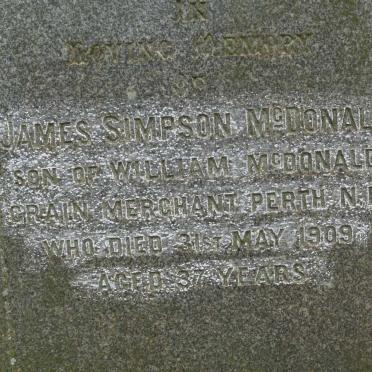 IN
LOVING MEMORY
OF
JAMES SIMPSON MCDONAL
SON OF WILLIAM MCDONALD
GRAIN MERCHANT PERTH N.
WHO DIED 31ST MAY 1909
AGED 37 YEARS